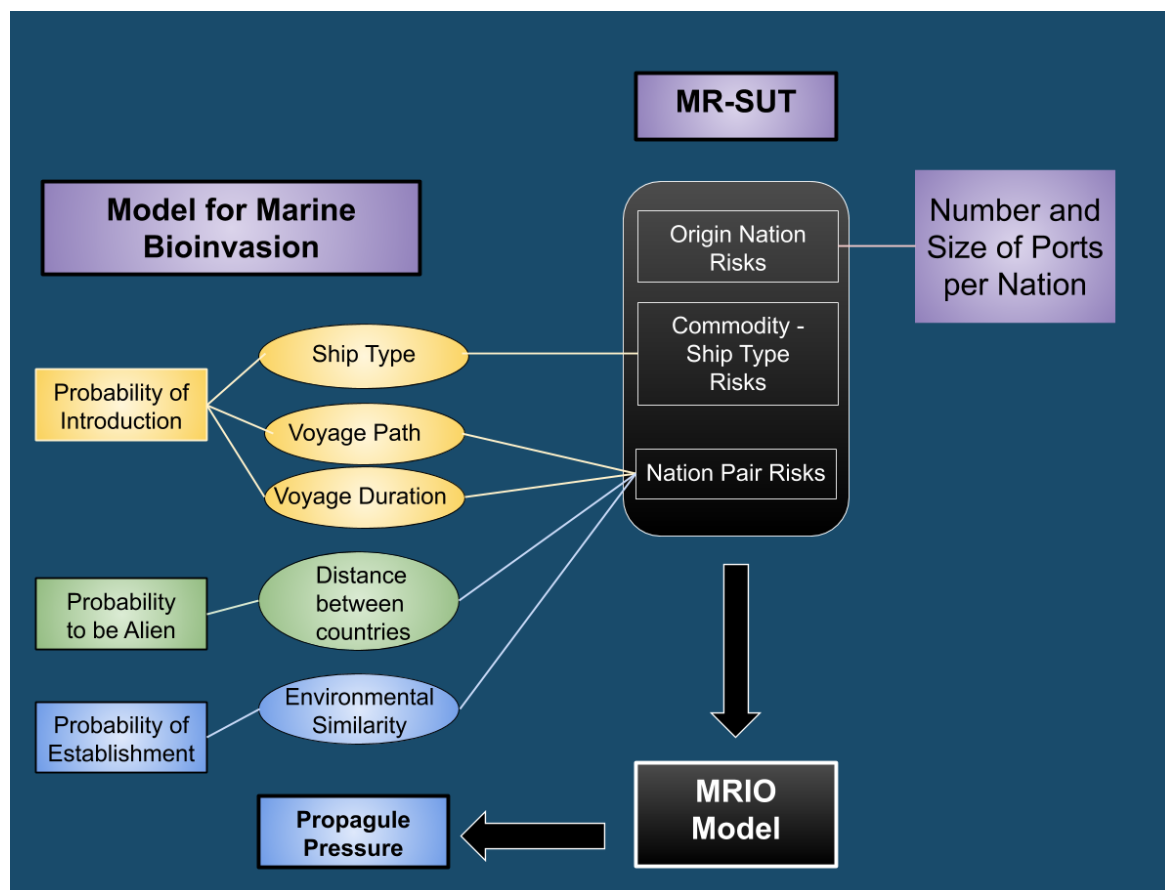 MR-SUT
Model for Marine
Bioinvasion
Origin Nation
Risks
Number and
Size of Ports
per Nation
Commodity -
Ship Type
Risks
Ship Type
Probability of
Introduction
Voyage Path
Voyage Duration
Nation Pair Risks
Distance
between
countries
Probability
to be Alien
Environmental
Similarity
Probability of
Establishment
MRIO
Model
Propagule
Pressure